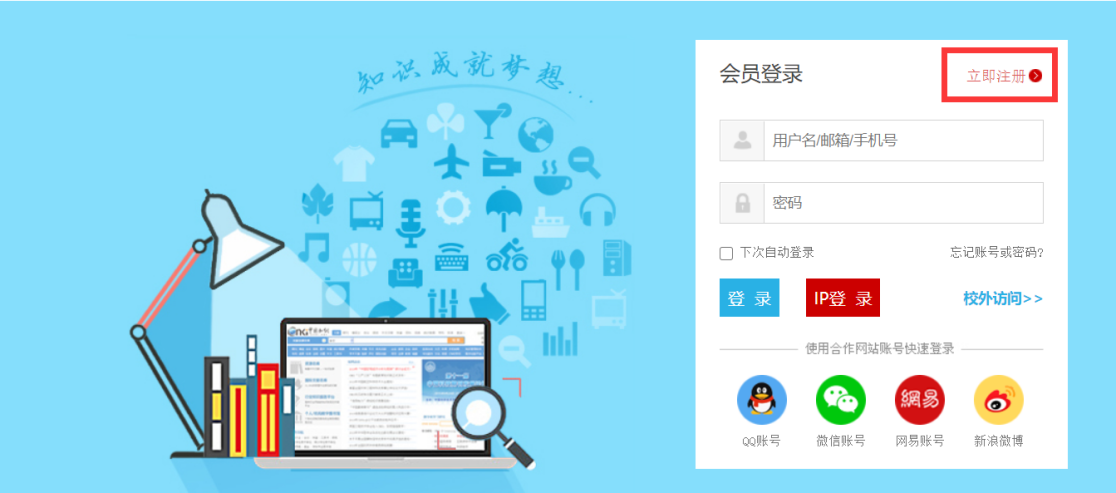 知识成就梦想...
会员登录
立即注册
用户名/邮箱/手机号
密码
下次自动登录
忘记账号或密码?
登 录
IP登 录
校外访问>>
使用合作网站账号快速登录
網易
QQ账号
微信账号
网易账号
新浪微博